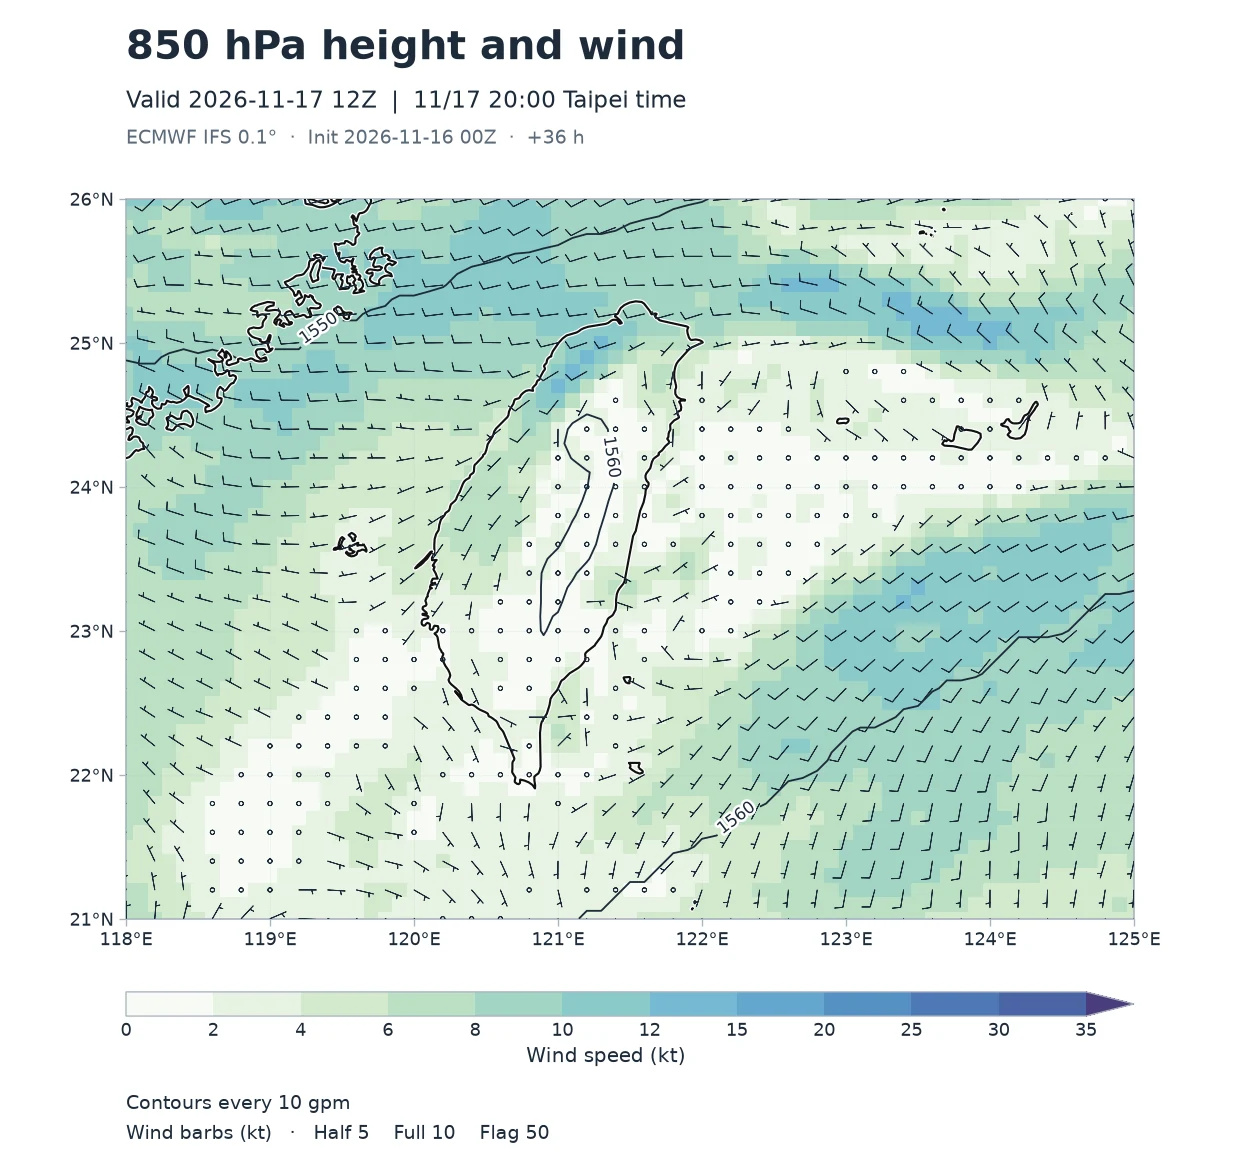 850 hPa height and wind
Valid 2026-11-17 12Z | 11/17 20:00 Taipei time
ECMWF IFS 0.1° · Init 2026-11-16 00Z · +36 h
26°N
25°N
24°N
23°N
22°N
21°N
1550
1560
1560
118°E 119°E 120°E 121°E 122°E 123°E 124°E 125°E
0 2 4 6 8 10 12 15 20 25 30 35
Wind speed (kt)
Contours every 10 gpm
Wind barbs (kt) · Half 5 Full 10 Flag 50